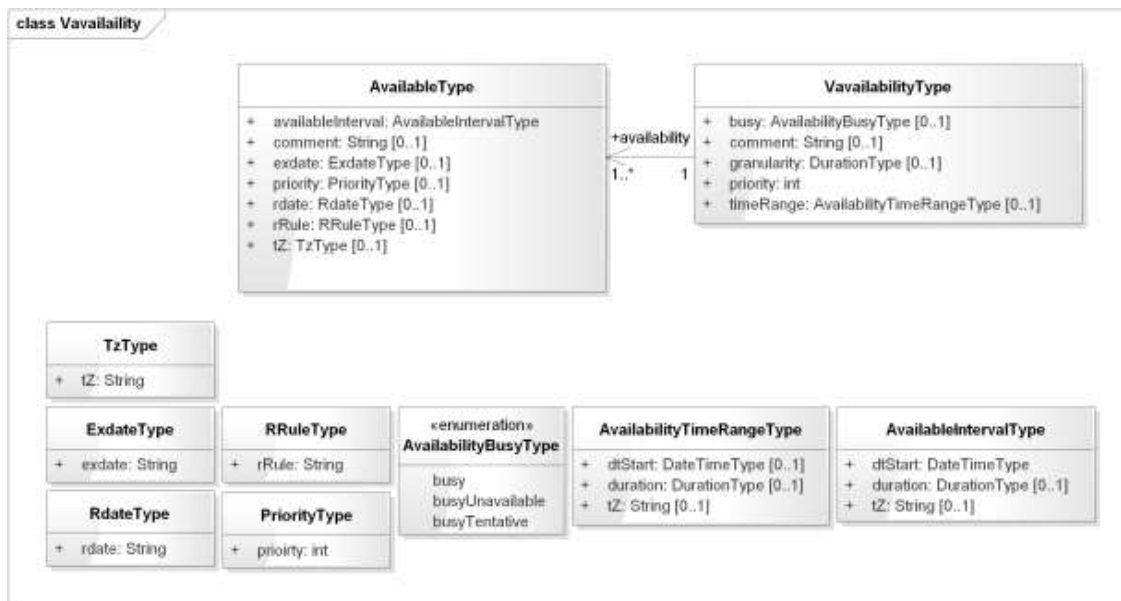 class Vavailaility
AvailableType
+ availableInterval: AvailableIntervalType
+ comment: String [0..1]
+ exdate: ExdateType [0..1]
+ priority: PriorityType [0..1]
+ rdate: RdateType [0..1]
+ rRule: RRuleType [0..1]
+ tZ: TzType [0..1]
+availability
1..*
1
VavailabilityType
+ busy: AvailabilityBusyType [0..1]
+ comment: String [0..1]
+ granularity: DurationType [0..1]
+ priority: int
+ timeRange: AvailabilityTimeRangeType [0..1]
TzType
+ tZ: String
ExdateType
+ exdate: String
RRuleType
+ rRule: String
«enumeration»
AvailabilityBusyType
busy
busyUnavailable
busyTentative
AvailabilityTimeRangeType
+ dtStart: DateTimeType [0..1]
+ duration: DurationType [0..1]
+ tZ: String [0..1]
AvailableIntervalType
+ dtStart: DateTimeType
+ duration: DurationType [0..1]
+ tZ: String [0..1]
RdateType
+ rdate: String
PriorityType
+ prioirty: int